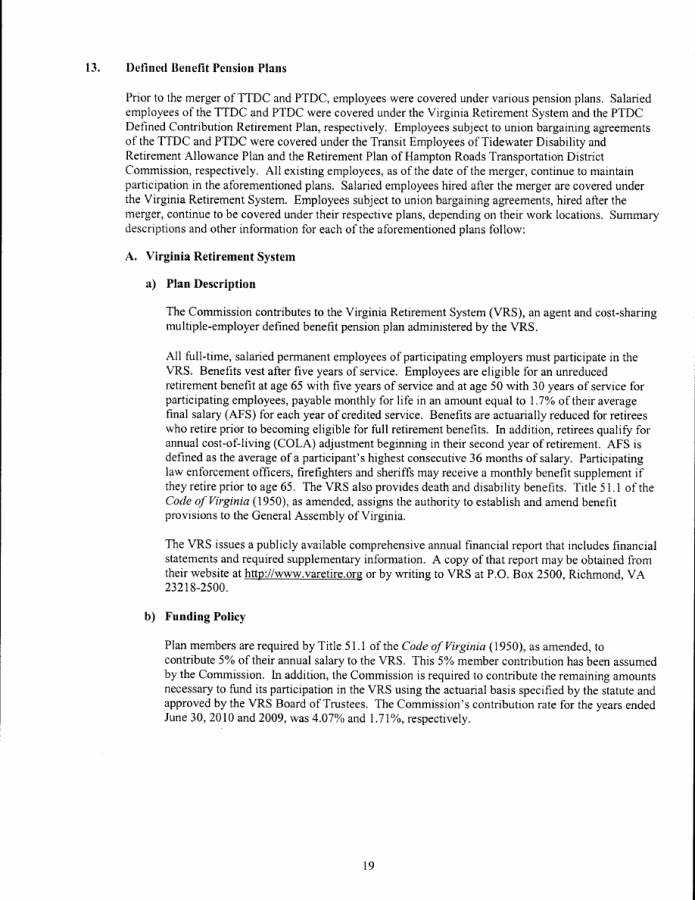 13. Defined Benefit Pension Plans
Prior to the merger of TTDC and PTDC, employees were covered under various pension plans. Salaried
employees of the TTDC and PTDC were covered under the Virginia Retirement System and the PTDC
Defined Contribution Retirement Plan, respectively. Employees subject to union bargaining agreements
of the TTDC and PTDC were covered under the Transit Employees of Tidewater Disability and
Retirement Allowance Plan and the Retirement Plan of Hampton Roads Transportation District
Commission, respectively. All existing employees, as of the date of the merger, continue to maintain
participation in the aforementioned plans. Salaried employees hired after the merger are covered under
the Virginia Retirement System. Employees subject to union bargaining agreements, hired after the
merger, continue to be covered under their respective plans, depending on their work locations. Summary
descriptions and other information for each of the aforementioned plans follow:
A. Virginia Retirement System
a) Plan Description
The Commission contributes to the Virginia Retirement System (VRS), an agent and cost-sharing
multiple-employer defined benefit pension plan administered by the VRS.
All full-time, salaried permanent employees of participating employers must participate in the
VRS. Benefits vest after five years of service. Employees are eligible for an unreduced
retirement benefit at age 65 with five years of service and at age 50 with 30 years of service for
participating employees, payable monthly for life in an amount equal to 1.7% of their average
final salary (AFS) for each year of credited service. Benefits are actuarially reduced for retirees
who retire prior to becoming eligible for full retirement benefits. In addition, retirees qualify for
annual cost-of-living (COLA) adjustment beginning in their second year of retirement. AFS is
defined as the average of a participant's highest consecutive 36 months of salary. Participating
law enforcement officers, firefighters and sheriffs may receive a monthly benefit supplement if
they retire prior to age 65. The VRS also provides death and disability benefits. Title 51.1 of the
Code of Virginia (1950), as amended, assigns the authority to establish and amend benefit
provisions to the General Assembly of Virginia.
The VRS issues a publicly available comprehensive annual financial report that includes financial
statements and required supplementary information. A copy of that report may be obtained from
their website at http://www.varetire.org or by writing to VRS at P.O. Box 2500, Richmond, VA
23218-2500.
b) Funding Policy
Plan members are required by Title 51.1 of the Code of Virginia (1950), as amended, to
contribute 5% of their annual salary to the VRS. This 5% member contribution has been assumed
by the Commission. In addition, the Commission is required to contribute the remaining amounts
necessary to fund its participation in the VRS using the actuarial basis specified by the statute and
approved by the VRS Board of Trustees. The Commission's contribution rate for the years ended
June 30, 2010 and 2009, was 4.07% and 1.71%, respectively.
19